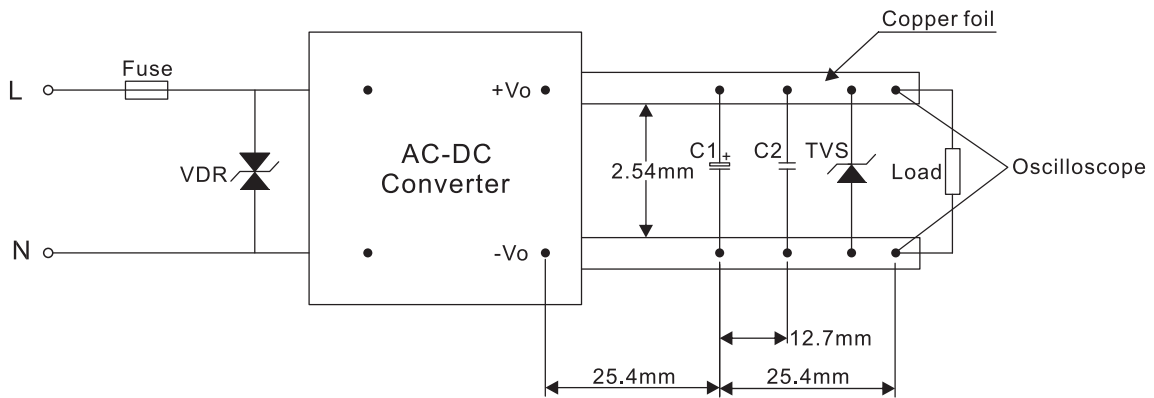 Copper foil
Fuse
L
+Vo
VDR
AC-DC
Converter
2.54mm
C1
+
C2
TVS
Load
Oscilloscope
N
-Vo
12.7mm
25.4mm
25.4mm